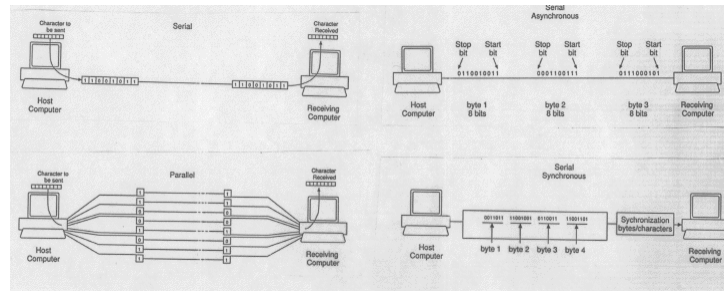 Serial
Character to
be sent
Character
Received
11001011
11001011
Host
Computer
Receiving
Computer
Serial
Asynchronous
Stop
bit
Start
bit
Stop
bit
Start
bit
Stop
bit
Start
bit
0110010011
0001100111
0111000101
Host
Computer
byte 1
8 bits
byte 2
8 bits
byte 3
8 bits
Receiving
Computer
Parallel
Character to
be sent
Character
Received
Host
Computer
Receiving
Computer
Serial
Synchronous
Sychronization
bytes/characters
byte 1
byte 2
byte 3
byte 4
Host
Computer
Receiving
Computer